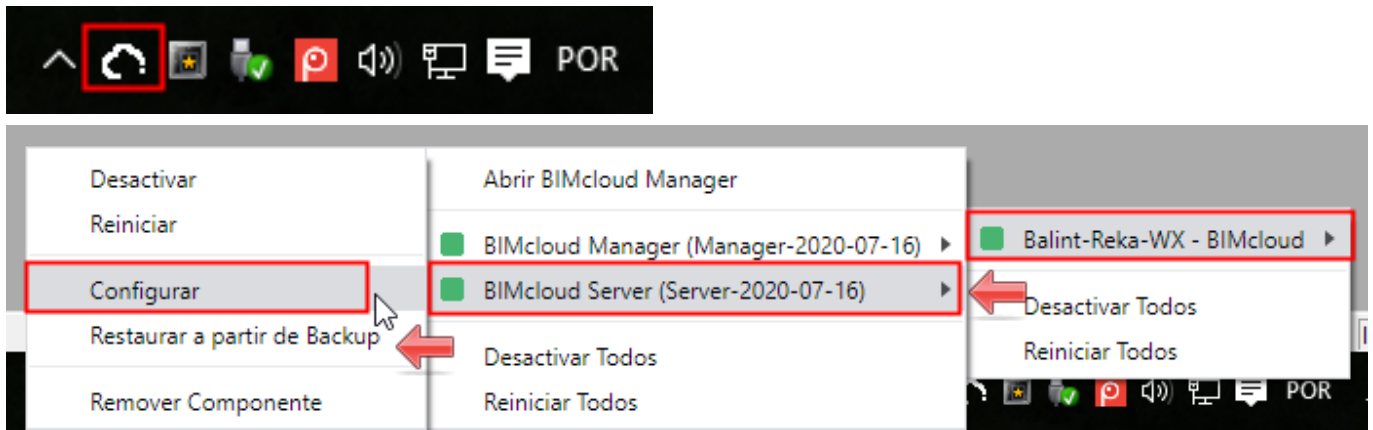 POR
Desactivar
Reiniciar
Configurar
Restaurar a partir de Backup
Remover Componente
Abrir BIMcloud Manager
BIMcloud Manager (Manager-2020-07-16)
BIMcloud Server (Server-2020-07-16)
Desactivar Todos
Reiniciar Todos
Balint-Reka-WX - BIMcloud
Desactivar Todos
Reiniciar Todos
POR